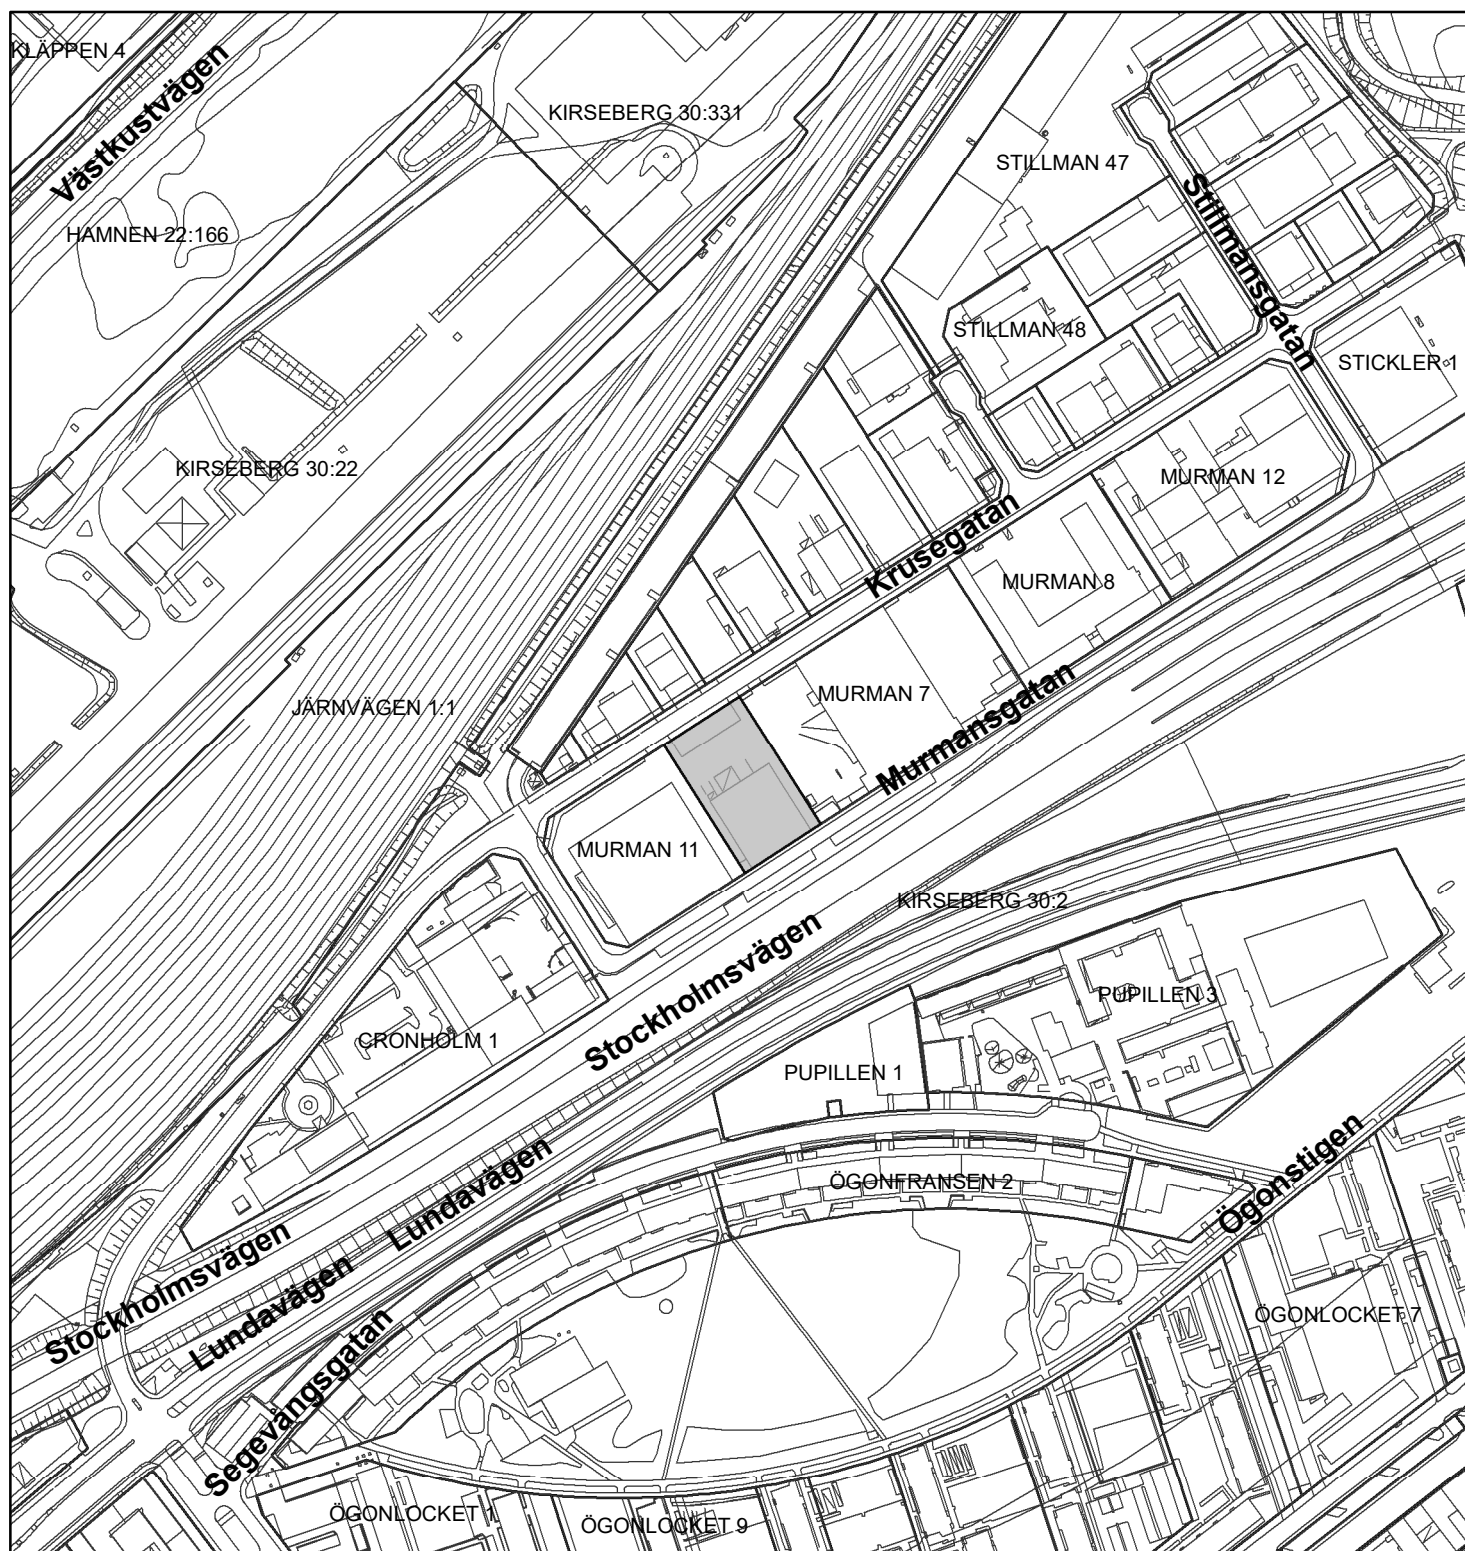 KLÄPPEN 4
Västkustvägen
KIRSEBERG 30:331
STILLMAN 47
Stillmansgatan
HAMNEN 22:166
STILLMAN 48
STICKLER 1
KIRSEBERG 30:22
MURMAN 12
Krusegatan
MURMAN 8
MURMAN 7
JÄRNVÄGEN 1:1
Murmansgatan
MURMAN 11
KIRSEBERG 30:2
Stockholmsvägen
PUPILLEN 3
CRONHOLM 1
PUPILLEN 1
Ögonstigen
ÖGONFRANSEN 2
Lundavägen
Stockholmsvägen
Lundavägen
ÖGONLOCKET 7
Segevångsgatan
ÖGONLOCKET 1
ÖGONLOCKET 9